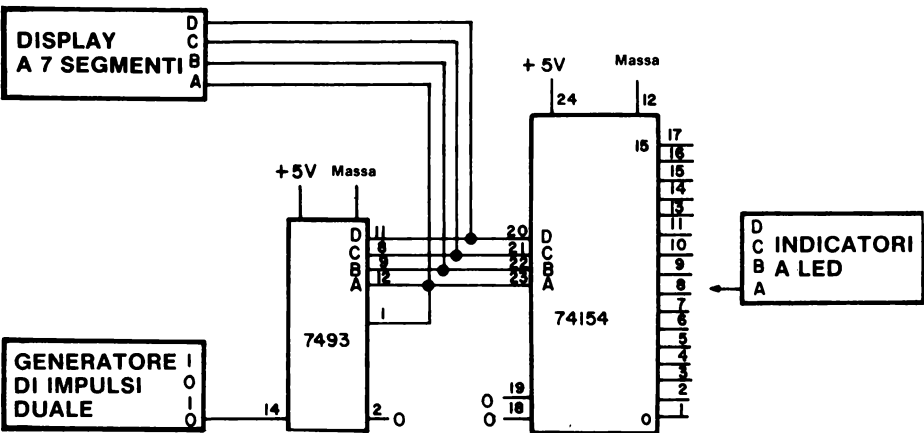 DISPLAY
A 7 SEGMENTI
D
C
B
A
+5V
Massa
24
12
15
17
16
15
14
13
11
10
9
8
7
6
5
4
3
2
1
0
+5V
Massa
D
C
B
A
11
8
9
12
1
7493
14
2
0
20
21
22
23
D
C
B
A
74154
19
0
18
0
D
C
B
A
INDICATORI
A LED
GENERATORE
DI IMPULSI
DUALE
1
0
1
0